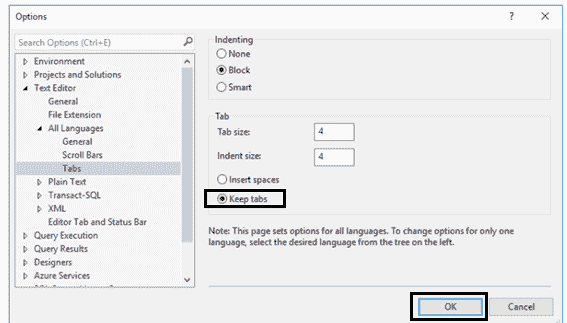 Options
?
Search Options (Ctrl+E)
Environment
Projects and Solutions
Text Editor
General
File Extension
All Languages
General
Scroll Bars
Tabs
Plain Text
Transact-SQL
XML
Editor Tab and Status Bar
Query Execution
Query Results
Designers
Azure Services
Indenting
None
Block
Smart
Tab
Tab size: 4
Indent size: 4
Insert spaces
Keep tabs
Note: This page sets options for all languages. To change options for only one
language, select the desired language from the tree on the left.
OK Cancel